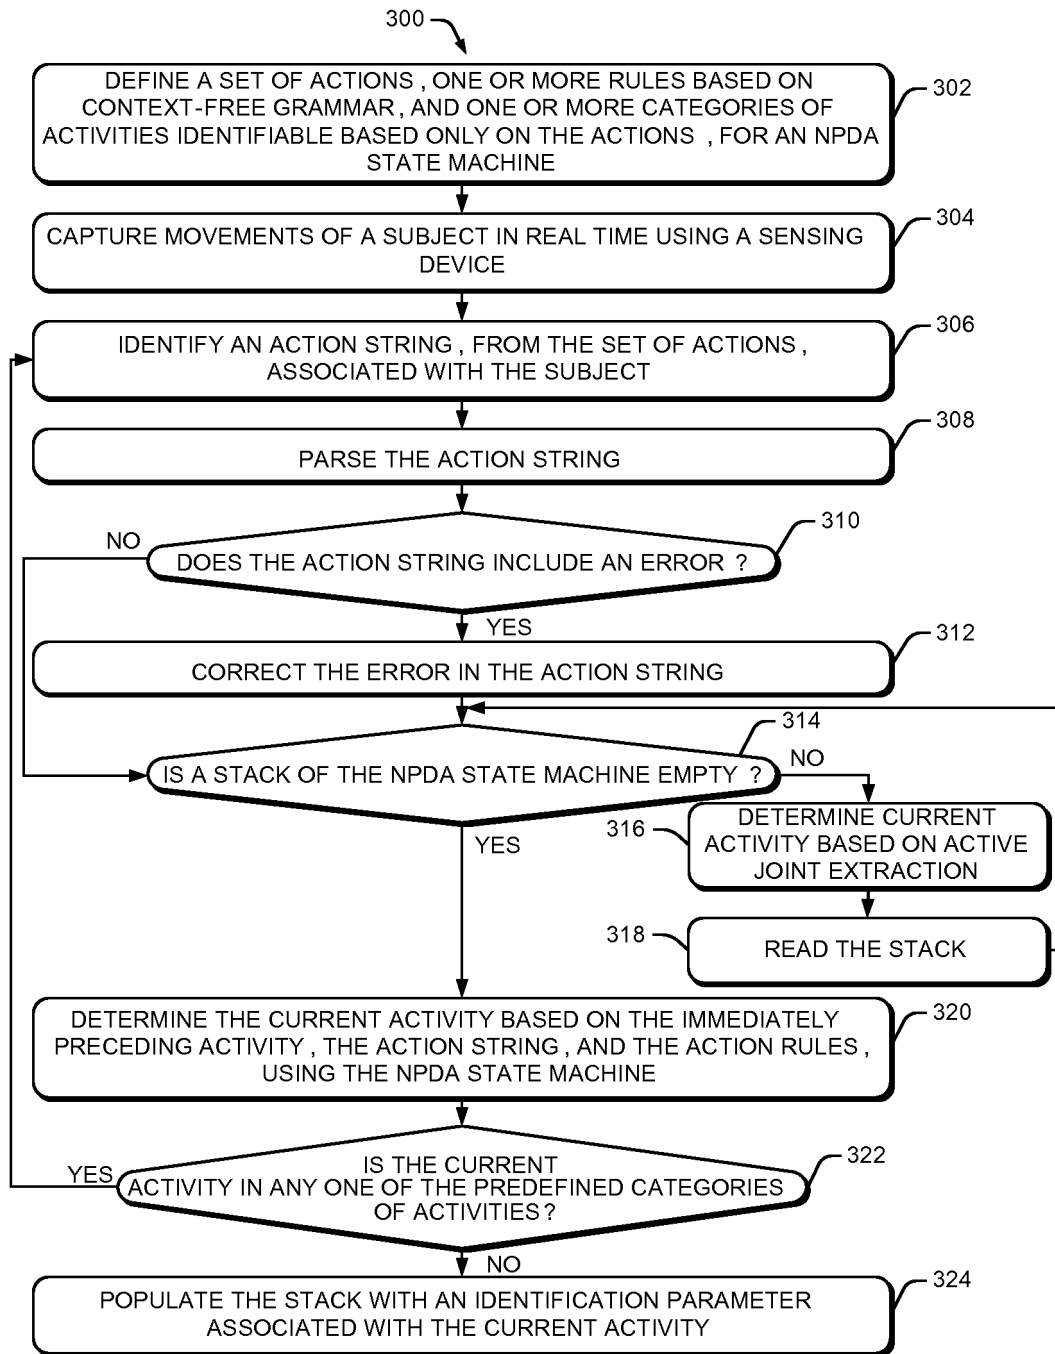 300
DEFINE A SET OF ACTIONS , ONE OR MORE RULES BASED ON
CONTEXT-FREE GRAMMAR, AND ONE OR MORE CATEGORIES OF
ACTIVITIES IDENTIFIABLE BASED ONLY ON THE ACTIONS , FOR AN NPDA
STATE MACHINE
302
CAPTURE MOVEMENTS OF A SUBJECT IN REAL TIME USING A SENSING
DEVICE
304
IDENTIFY AN ACTION STRING , FROM THE SET OF ACTIONS ,
ASSOCIATED WITH THE SUBJECT
306
PARSE THE ACTION STRING
308
DOES THE ACTION STRING INCLUDE AN ERROR ?
310
NO
YES
CORRECT THE ERROR IN THE ACTION STRING
312
IS A STACK OF THE NPDA STATE MACHINE EMPTY ?
314
NO
YES
DETERMINE CURRENT
ACTIVITY BASED ON ACTIVE
JOINT EXTRACTION
316
READ THE STACK
318
DETERMINE THE CURRENT ACTIVITY BASED ON THE IMMEDIATELY
PRECEDING ACTIVITY , THE ACTION STRING , AND THE ACTION RULES ,
USING THE NPDA STATE MACHINE
320
IS THE CURRENT
ACTIVITY IN ANY ONE OF THE PREDEFINED CATEGORIES
OF ACTIVITIES?
322
YES
NO
POPULATE THE STACK WITH AN IDENTIFICATION PARAMETER
ASSOCIATED WITH THE CURRENT ACTIVITY
324